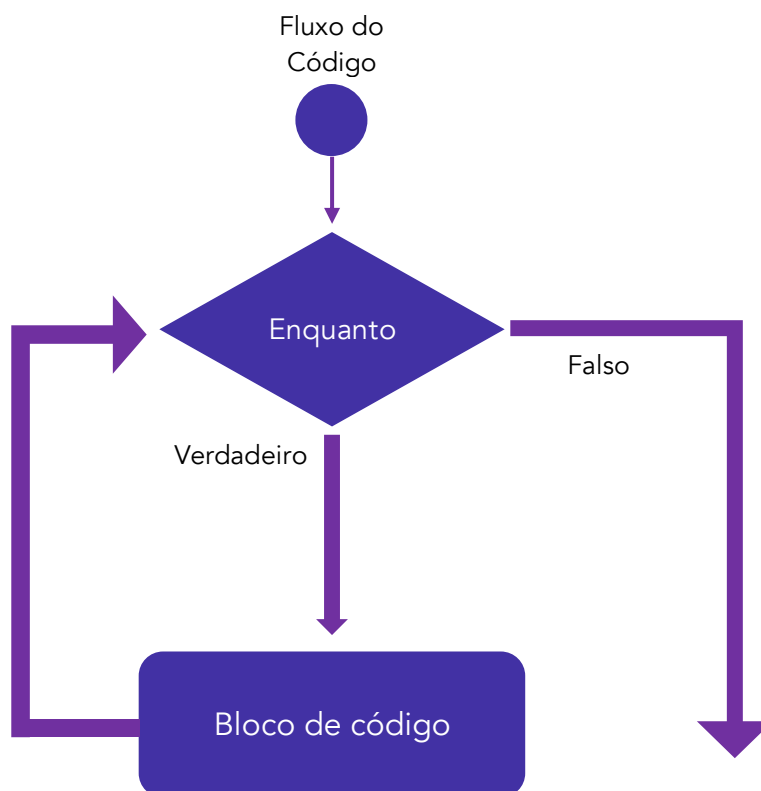 Fluxo do
Código
Enquanto
Falso
Verdadeiro
Bloco de código